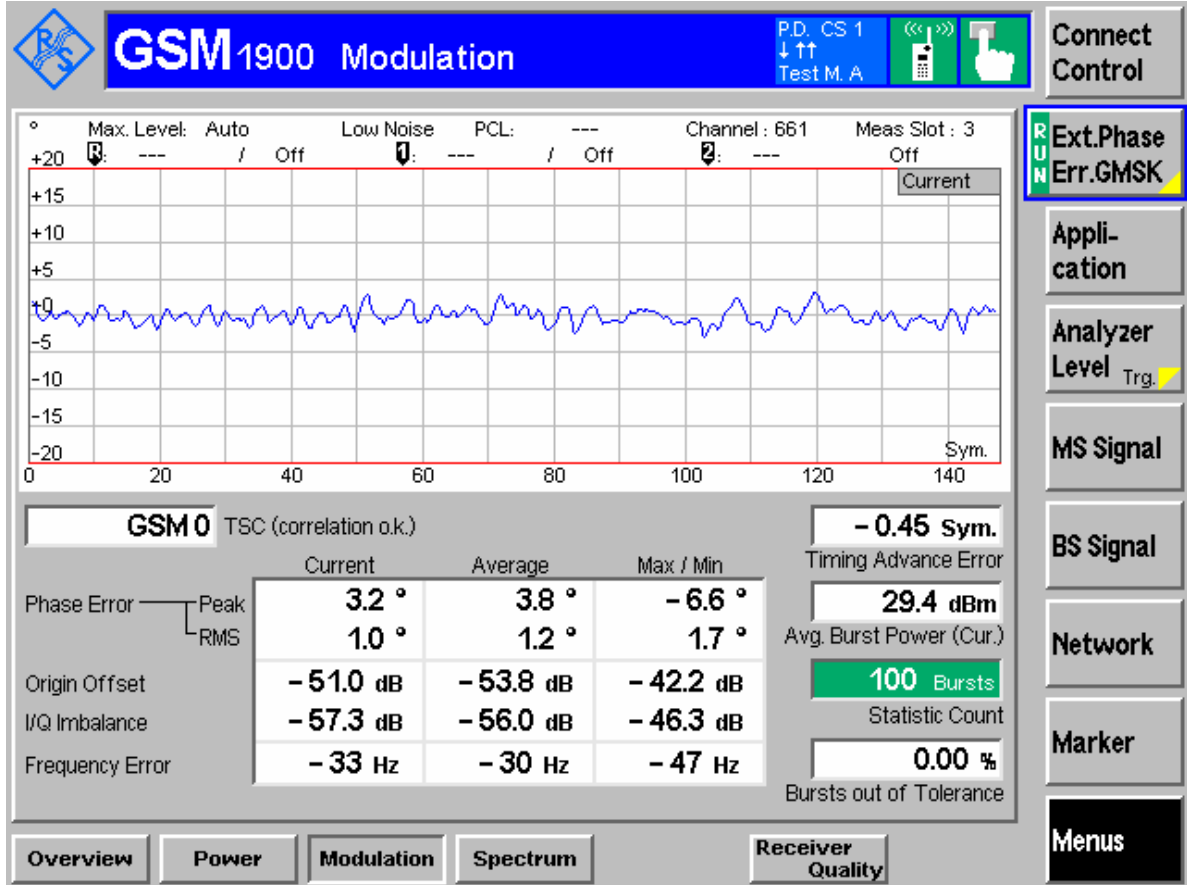 R&S GSM 1900 Modulation P.D. CS 1
↓ ↑↑
Test M. A
Connect
Control
° Max. Level: Auto Low Noise PCL: --- Channel : 661 Meas Slot : 3
R: --- / Off 1: --- / Off 2: --- Off
Current
+20
+15
+10
+5
+0
-5
-10
-15
-20
Sym.
0 20 40 60 80 100 120 140
GSM 0 TSC (correlation o.k.)
Current Average Max / Min
Phase Error Peak 3.2 ° 3.8 ° – 6.6 °
RMS 1.0 ° 1.2 ° 1.7 °
Origin Offset – 51.0 dB – 53.8 dB – 42.2 dB
I/Q Imbalance – 57.3 dB – 56.0 dB – 46.3 dB
Frequency Error – 33 Hz – 30 Hz – 47 Hz
– 0.45 Sym.
Timing Advance Error
29.4 dBm
Avg. Burst Power (Cur.)
100 Bursts
Statistic Count
0.00 %
Bursts out of Tolerance
RUN
Ext.Phase
Err.GMSK
Appli-
cation
Analyzer
Level Trg.
MS Signal
BS Signal
Network
Marker
Menus
Overview Power Modulation Spectrum Receiver
Quality